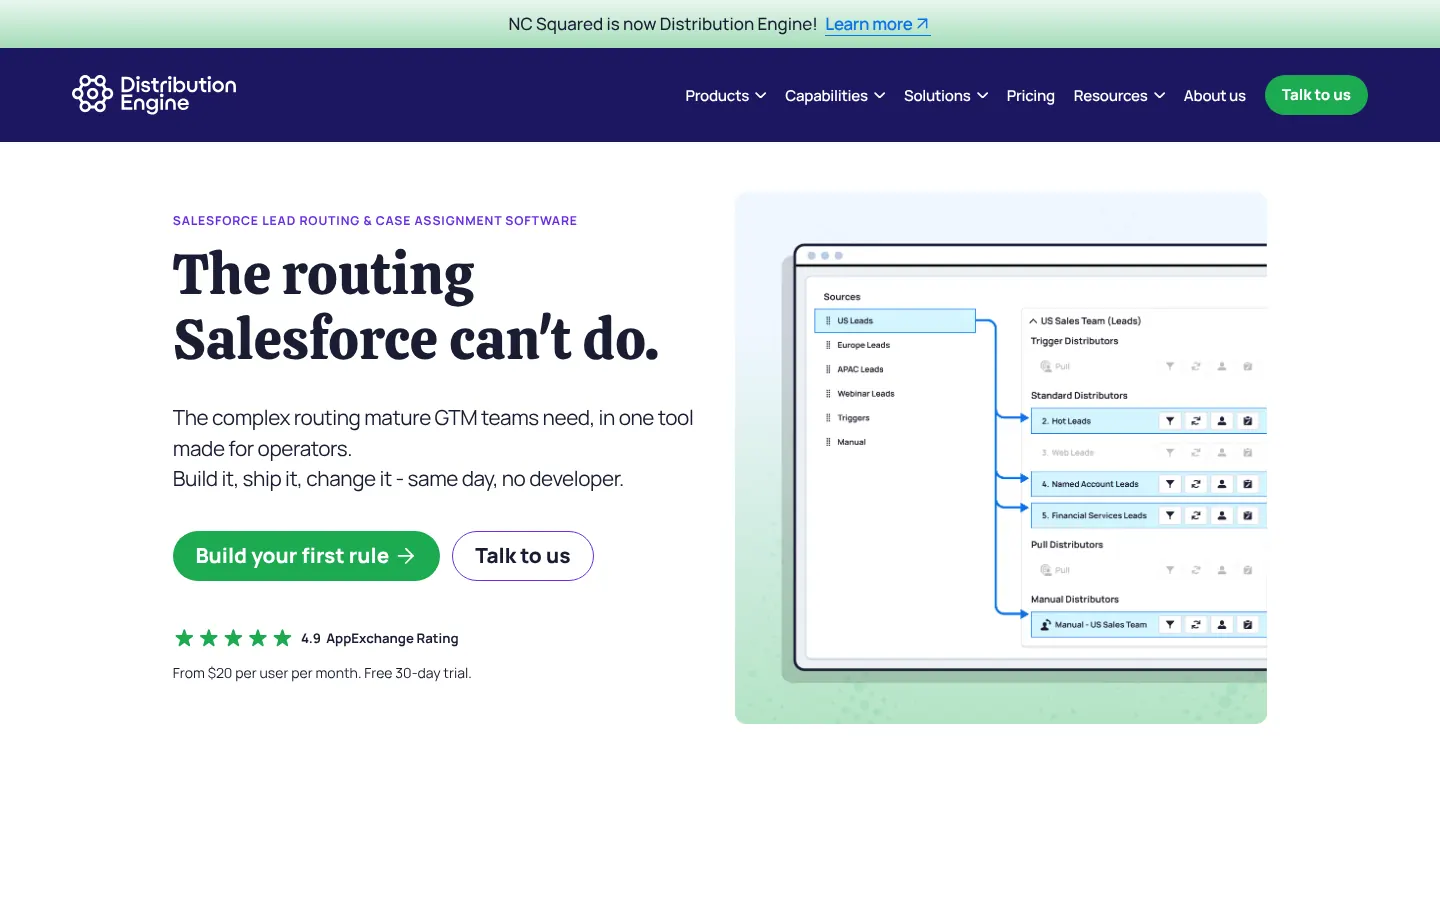 NC Squared is now Distribution Engine! Learn more
Distribution
Engine
Products
Capabilities
Solutions
Pricing
Resources
About us
Talk to us
SALESFORCE LEAD ROUTING & CASE ASSIGNMENT SOFTWARE
The routing
Salesforce can't do.
The complex routing mature GTM teams need, in one tool
made for operators.
Build it, ship it, change it - same day, no developer.
Build your first rule
Talk to us
4.9 AppExchange Rating
From $20 per user per month. Free 30-day trial.
Sources
US Leads
Europe Leads
APAC Leads
Webinar Leads
Triggers
Manual
US Sales Team (Leads)
Trigger Distributors
Pull
Standard Distributors
2. Hot Leads
3. Web Leads
4. Named Account Leads
5. Financial Services Leads
Pull Distributors
Pull
Manual Distributors
Manual - US Sales Team